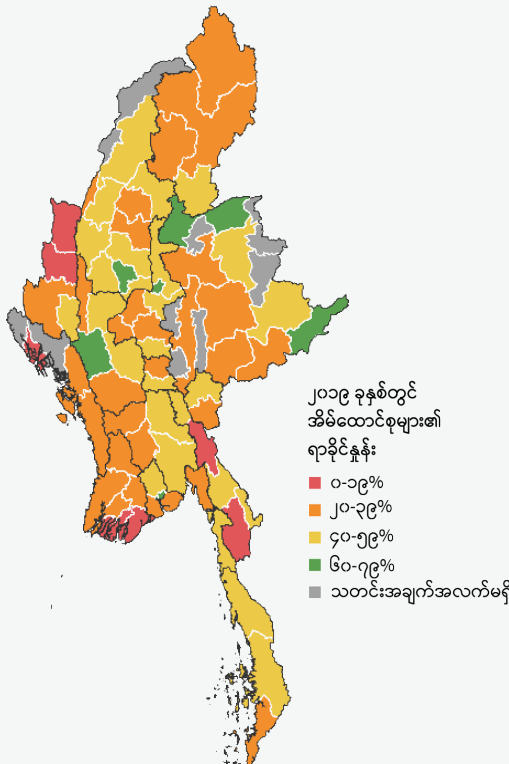 ၂၀၁၉ ခုနှစ်တွင်
အိမ်ထောင်စုများ၏
ရာခိုင်နှုန်း
၀-၁၉%
၂၀-၃၉%
၄၀-၅၉%
၆၀-၇၉%
သတင်းအချက်အလက်မရှိ